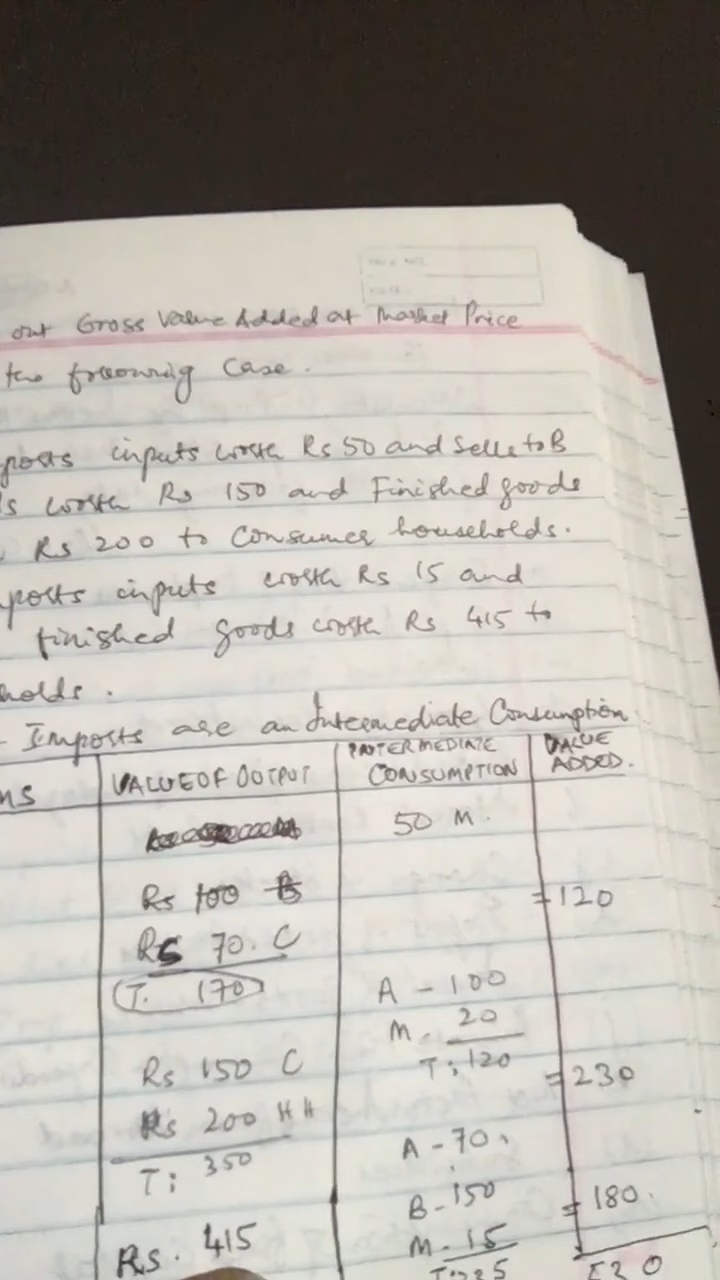 out Gross Value Added at Market Price
the following Case.
ports inputs worth Rs 50 and Sells to B
s worth Rs 150 and Finished goods
Rs 200 to Consumer households.
ports inputs worth Rs 15 and
finished goods worth Rs 415 to
holds.
- Imports are an Intermediate Consumption
ms VALUE OF OUTPUT INTERMEDIATE CONSUMPTION VALUE ADDED.
50 M.
Rs 100 B = 120
Rs 70. C
T. 170 A - 100
M - 20
Rs 150 C T: 120 = 230
Rs 200 HH
T: 350 A - 70
B - 150 = 180.
Rs. 415 M - 15